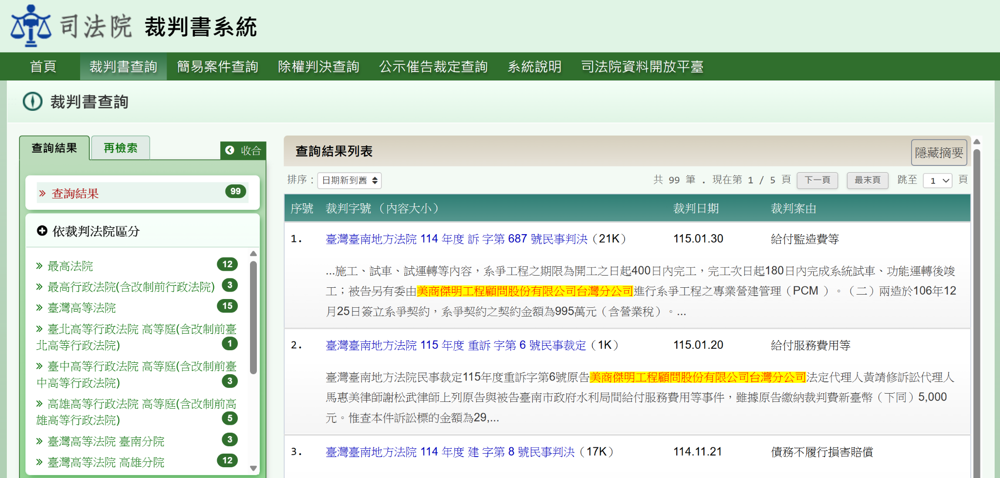 司法院 裁判書系統
首頁 裁判書查詢 簡易案件查詢 除權判決查詢 公示催告裁定查詢 系統說明 司法院資料開放平臺
裁判書查詢
查詢結果 再檢索 收合
查詢結果 99
依裁判法院區分
最高法院 12
最高行政法院(含改制前行政法院) 3
臺灣高等法院 15
臺北高等行政法院 高等庭(含改制前臺
北高等行政法院) 1
臺中高等行政法院 高等庭(含改制前臺
中高等行政法院) 3
高雄高等行政法院 高等庭(含改制前高
雄高等行政法院) 5
臺灣高等法院 臺南分院 3
臺灣高等法院 高雄分院 12
查詢結果列表 隱藏摘要
排序：日期新到舊 共 99 筆 . 現在第 1 / 5 頁 下一頁 最末頁 跳至 1 頁
序號 裁判字號（內容大小） 裁判日期 裁判案由
1. 臺灣臺南地方法院 114 年度 訴 字第 687 號民事判決（21K） 115.01.30 給付監造費等
...施工、試車、試運轉等內容，系爭工程之期限為開工之日起400日內完工，完工次日起180日內完成系統試車、功能運轉後竣
工；被告另有委由美商傑明工程顧問股份有限公司台灣分公司進行系爭工程之專業營建管理（PCM ）。（二）兩造於106年12
月25日簽立系爭契約，系爭契約之契約金額為995萬元（含營業稅）。...
2. 臺灣臺南地方法院 115 年度 重訴 字第 6 號民事裁定（1K） 115.01.20 給付服務費用等
臺灣臺南地方法院民事裁定115年度重訴字第6號原告美商傑明工程顧問股份有限公司台灣分公司法定代理人黃靖修訴訟代理人
馬惠美律師謝松武律師上列原告與被告臺南市政府水利局間給付服務費用等事件，雖據原告繳納裁判費新臺幣（下同）5,000
元。惟查本件訴訟標的金額為29,...
3. 臺灣臺南地方法院 114 年度 建 字第 8 號民事判決（17K） 114.11.21 債務不履行損害賠償